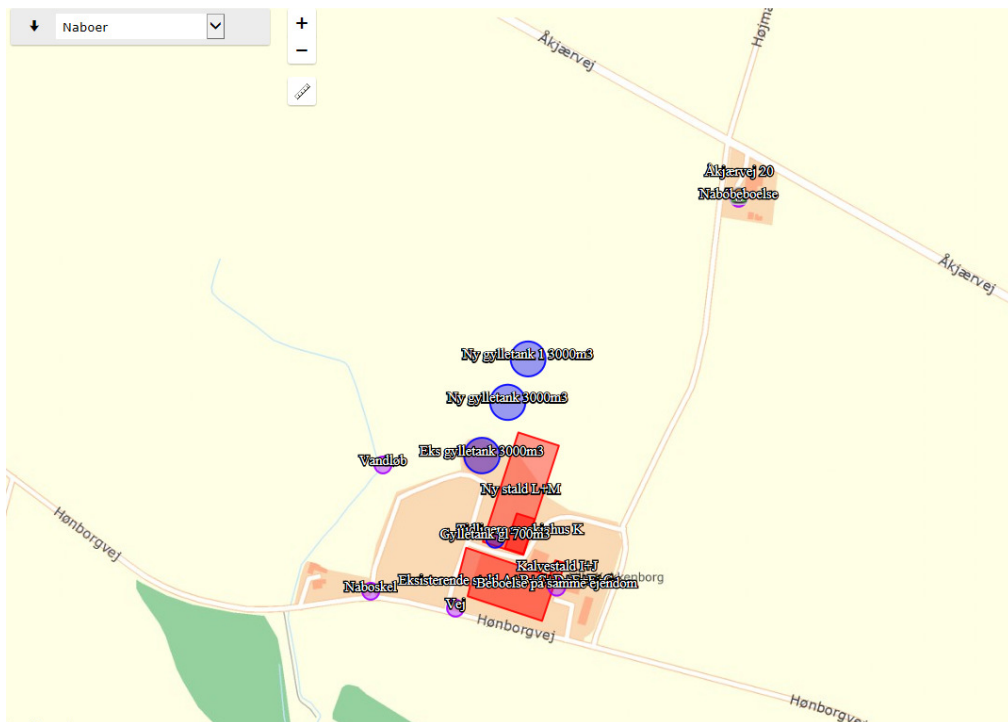 Naboer
+
−
Åkjærvej
Højma
Åkjærvej 20
Nabobeboelse
Åkjærvej
Ny gylletank 1 3000m3
Ny gylletank 3000m3
Eks gylletank 3000m3
Vandløb
Ny stald L+M
Gylletank gl 700m3
Kalvestald I+J
Eksisterende
Beboelse på samme ejendom
Naboskel
Vej
Hønborgvej
Hønborgvej
Hønborgvej